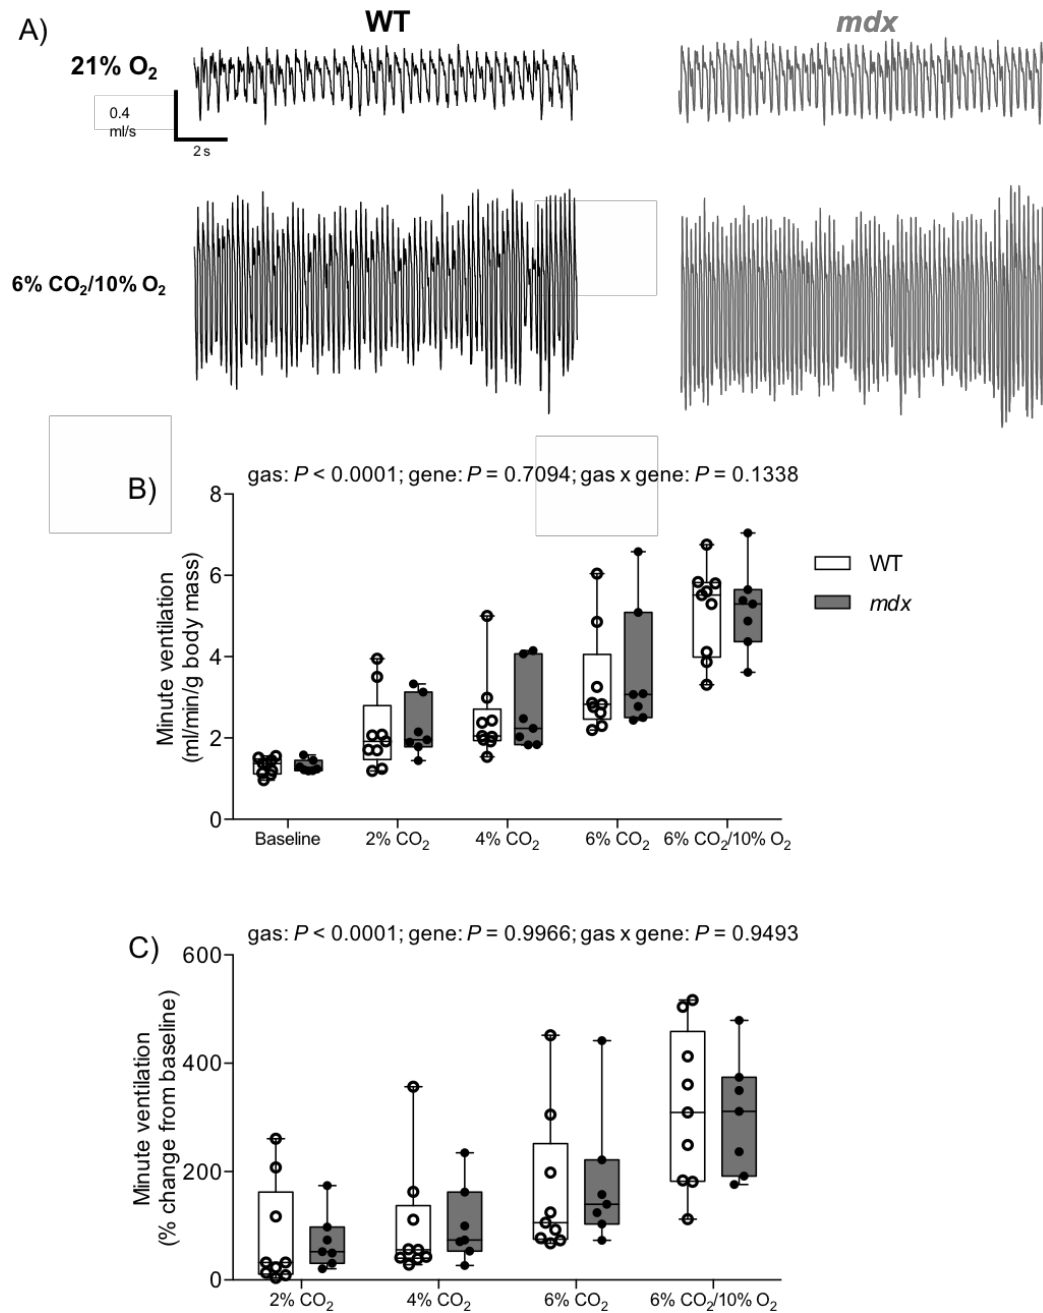 A)
WT
mdx
21% O₂
0.4
ml/s
2 s
6% CO₂/10% O₂
B)
gas: P < 0.0001; gene: P = 0.7094; gas x gene: P = 0.1338
Minute ventilation
(ml/min/g body mass)
8
6
4
2
0
Baseline
2% CO₂
4% CO₂
6% CO₂
6% CO₂/10% O₂
WT
mdx
C)
gas: P < 0.0001; gene: P = 0.9966; gas x gene: P = 0.9493
Minute ventilation
(% change from baseline)
600
400
200
0
2% CO₂
4% CO₂
6% CO₂
6% CO₂/10% O₂